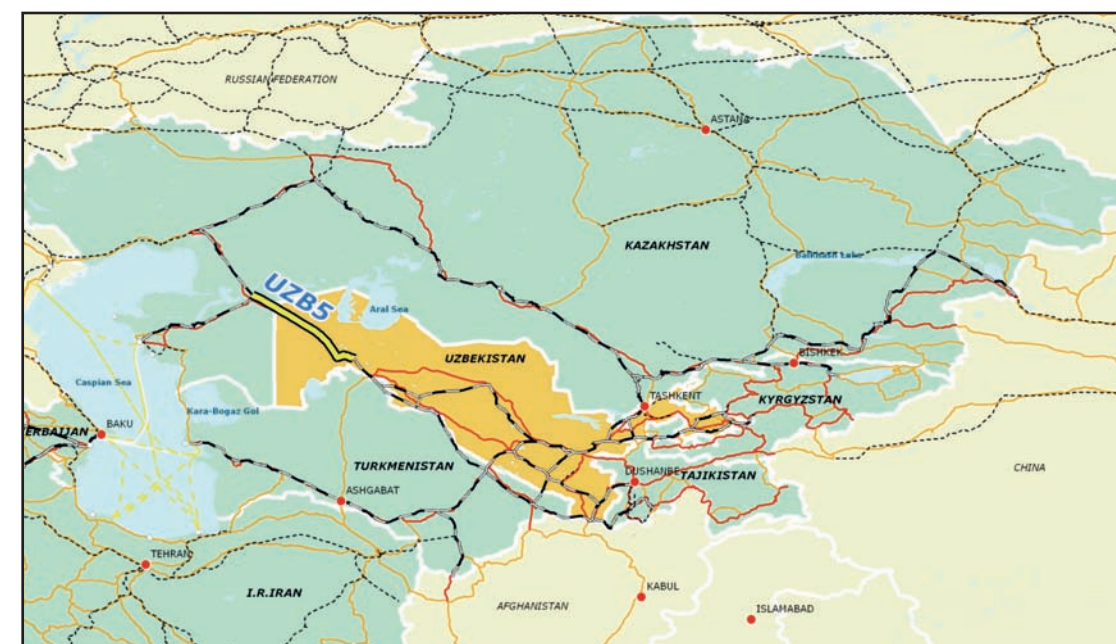 RUSSIAN FEDERATION
ASTANA
KAZAKHSTAN
Balkhash Lake
UZB5
Aral Sea
UZBEKISTAN
BISHKEK
Caspian Sea
TASHKENT
KYRGYZSTAN
Kara-Bogaz Gol
ERBAIJAN
BAKU
TURKMENISTAN
DUSHANBE
TAJIKISTAN
CHINA
ASHGABAT
TEHRAN
KABUL
I.R.IRAN
AFGHANISTAN
ISLAMABAD